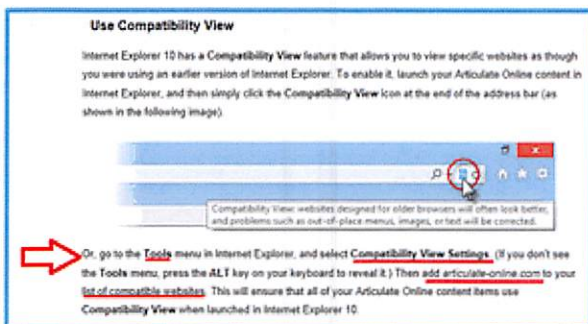 Use Compatibility View
Internet Explorer 10 has a Compatibility View feature that allows you to view specific websites as though
you were using an earlier version of Internet Explorer. To enable it, launch your Articulate Online content in
Internet Explorer, and then simply click the Compatibility View icon at the end of the address bar (as
shown in the following image).
Compatibility View: websites designed for older browsers will often look better,
and problems such as out-of-place menus, images, or text will be corrected.
Or, go to the Tools menu in Internet Explorer, and select Compatibility View Settings. (If you don't see
the Tools menu, press the ALT key on your keyboard to reveal it.) Then add articulate-online.com to your
list of compatible websites. This will ensure that all of your Articulate Online content items use
Compatibility View when launched in Internet Explorer 10.